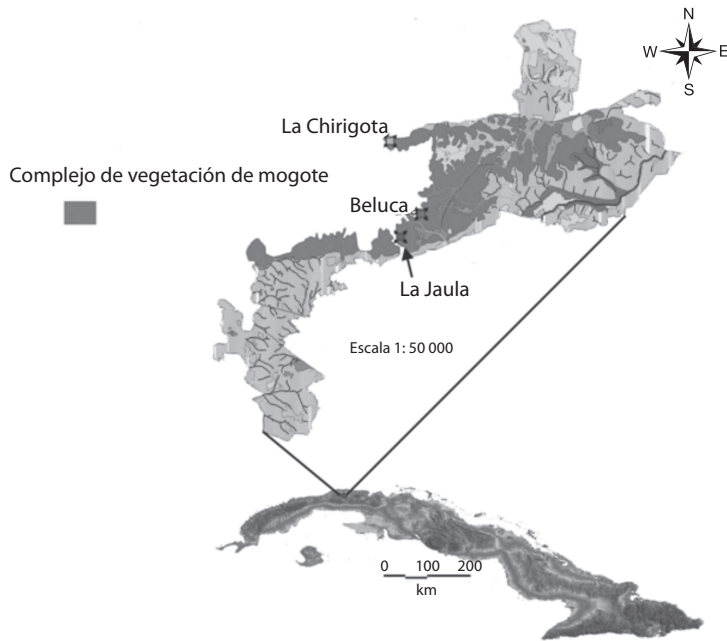 N
W E
S
La Chirigota
Complejo de vegetación de mogote
Beluca
La Jaula
Escala 1: 50 000
0 100 200
km